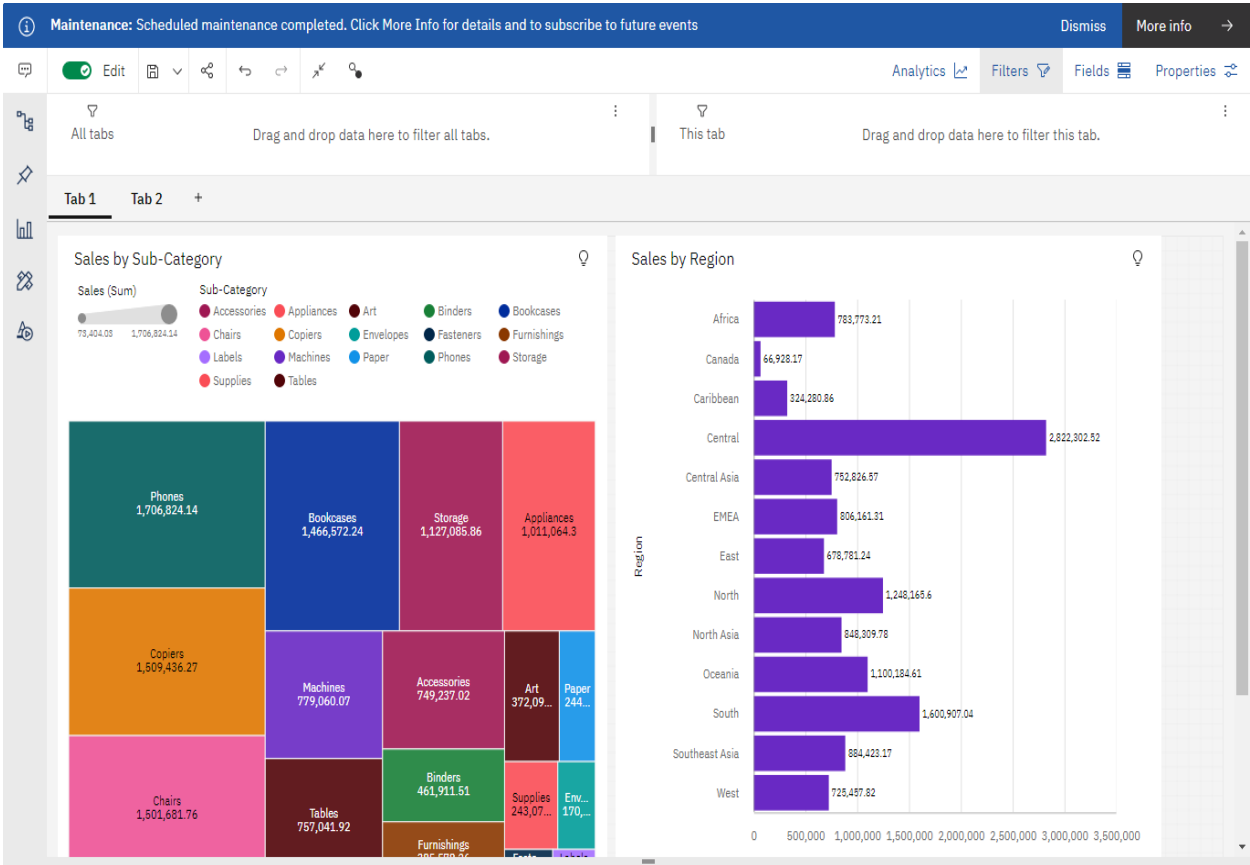 Maintenance: Scheduled maintenance completed. Click More Info for details and to subscribe to future events
Dismiss
More info
Edit
Analytics
Filters
Fields
Properties
All tabs
Drag and drop data here to filter all tabs.
This tab
Drag and drop data here to filter this tab.
Tab 1
Tab 2
+
Sales by Sub-Category
Sales (Sum)
73,404.03
1,706,824.14
Sub-Category
Accessories Appliances Art Binders Bookcases
Chairs Copiers Envelopes Fasteners Furnishings
Labels Machines Paper Phones Storage
Supplies Tables
Phones
1,706,824.14
Bookcases
1,466,572.24
Storage
1,127,085.86
Appliances
1,011,064.3
Copiers
1,509,436.27
Machines
779,060.07
Accessories
749,237.02
Art
372,09...
Paper
244...
Chairs
1,501,681.76
Tables
757,041.92
Binders
461,911.51
Supplies
243,07...
Env...
170,...
Furnishings
Sales by Region
Region
Africa 783,773.21
Canada 66,928.17
Caribbean 324,280.86
Central 2,822,302.52
Central Asia 752,826.57
EMEA 806,161.31
East 678,781.24
North 1,248,165.6
North Asia 848,309.78
Oceania 1,100,184.61
South 1,600,907.04
Southeast Asia 884,423.17
West 725,457.82
0 500,000 1,000,000 1,500,000 2,000,000 2,500,000 3,000,000 3,500,000